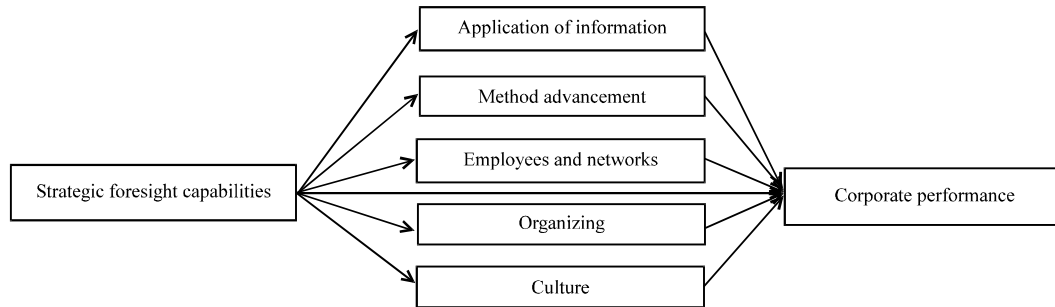 Application of information
Method advancement
Employees and networks
Strategic foresight capabilities
Corporate performance
Organizing
Culture